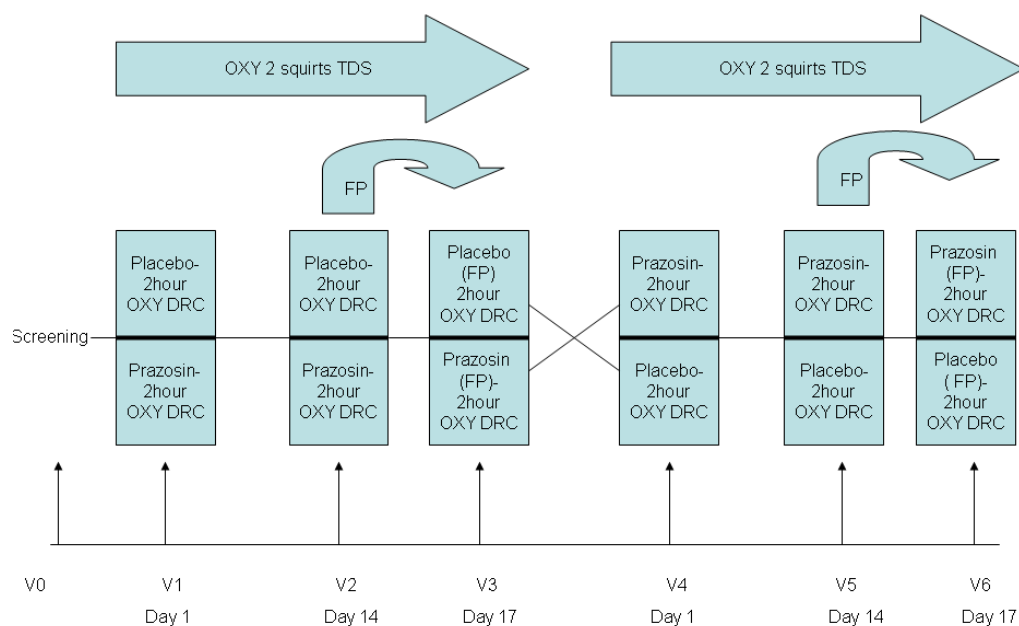 OXY 2 squirts TDS
OXY 2 squirts TDS
FP
FP
Placebo-
2hour
OXY DRC
Placebo-
2hour
OXY DRC
Placebo
(FP)
2hour
OXY DRC
Prazosin-
2hour
OXY DRC
Prazosin-
2hour
OXY DRC
Prazosin
(FP)-
2hour
OXY DRC
Screening
Prazosin-
2hour
OXY DRC
Prazosin-
2hour
OXY DRC
Prazosin
(FP)-
2hour
OXY DRC
Placebo-
2hour
OXY DRC
Placebo-
2hour
OXY DRC
Placebo
( FP)-
2hour
OXY DRC
V0 V1 V2 V3 V4 V5 V6
Day 1 Day 14 Day 17 Day 1 Day 14 Day 17